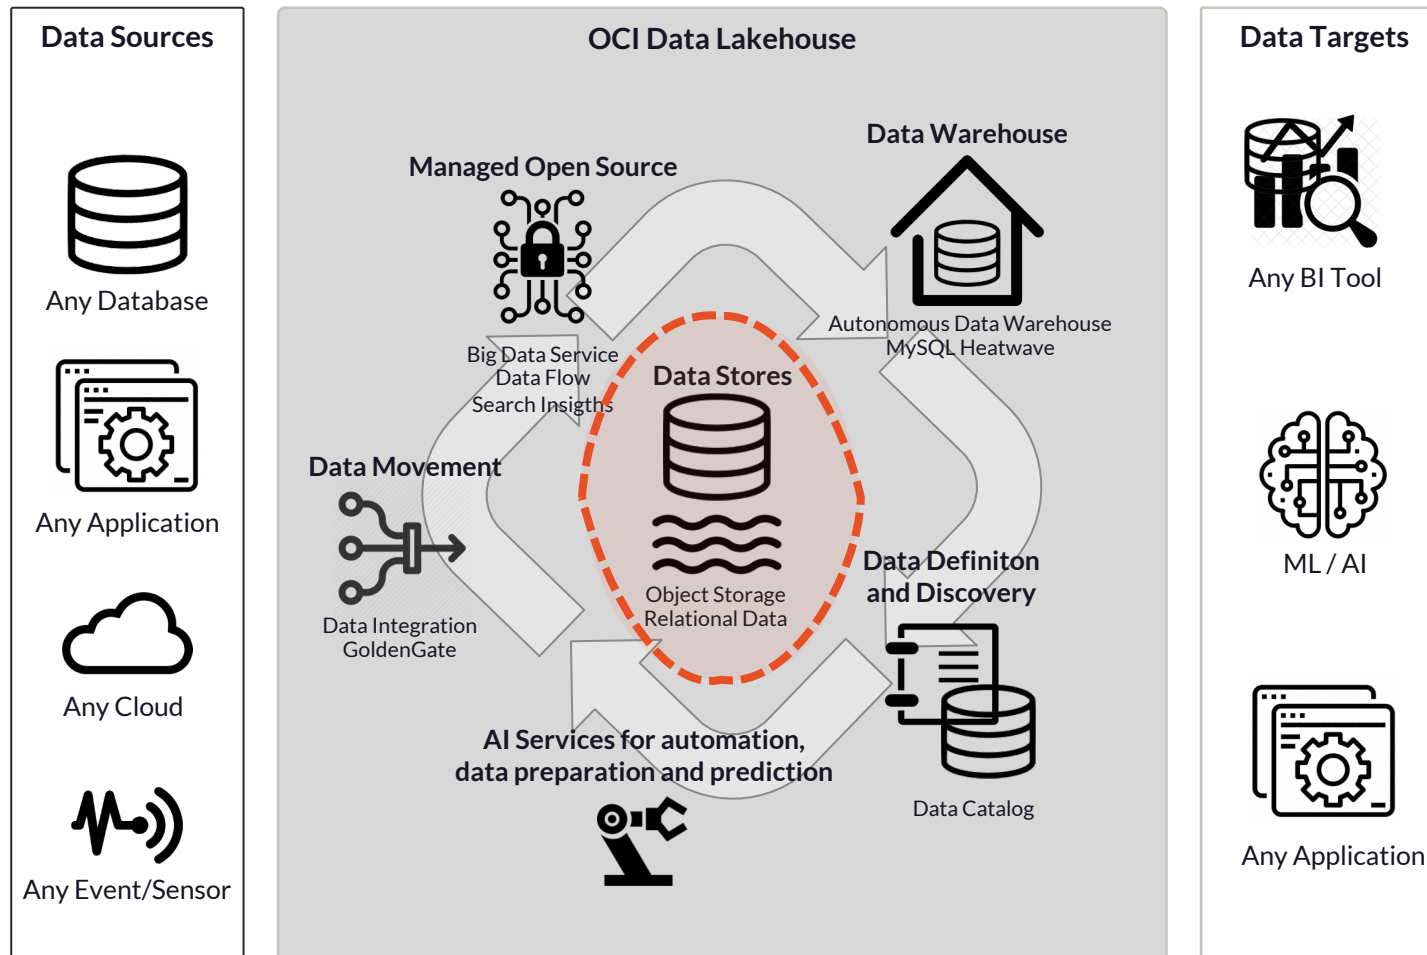 Data Sources
Any Database
Any Application
Any Cloud
Any Event/Sensor
OCI Data Lakehouse
Managed Open Source
Big Data Service
Data Flow
Search Insigths
Data Warehouse
Autonomous Data Warehouse
MySQL Heatwave
Data Stores
Object Storage
Relational Data
Data Movement
Data Integration
GoldenGate
Data Definiton
and Discovery
Data Catalog
AI Services for automation,
data preparation and prediction
Data Targets
Any BI Tool
ML / AI
Any Application